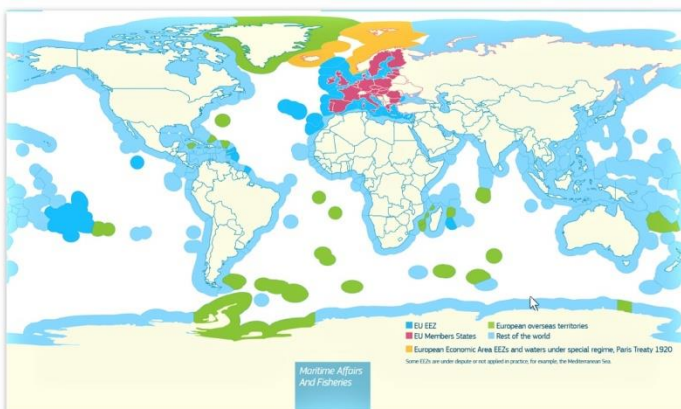 EU EEZ
EU Members States
European overseas territories
Rest of the world
European Economic Area EEZs and waters under special regime, Paris Treaty 1920
Some EEZs are under dispute or not applied in practice, for example, the Mediterranean Sea.
Maritime Affairs
And Fisheries